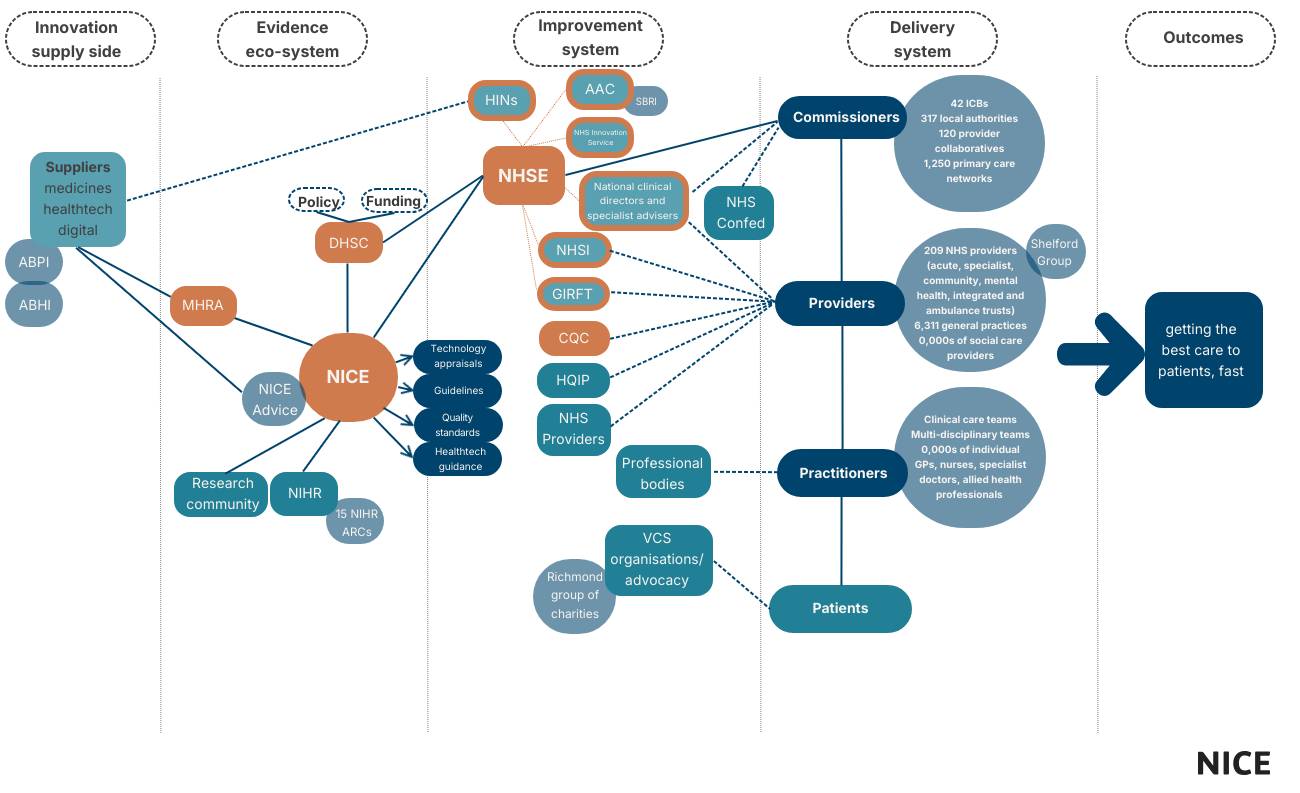 Innovation
supply side
Evidence
eco-system
Improvement
system
Delivery
system
Outcomes
Suppliers
medicines
healthtech
digital
ABPI
ABHI
Policy
Funding
DHSC
MHRA
NICE
NICE
Advice
Technology
appraisals
Guidelines
Quality
standards
Healthtech
guidance
Research
community
NIHR
15 NIHR
ARCs
HINs
AAC
SBRI
NHS Innovation
Service
NHSE
National clinical
directors and
specialist advisers
NHS
Confed
NHSI
GIRFT
CQC
HQIP
NHS
Providers
Professional
bodies
VCS
organisations/
advocacy
Richmond
group of
charities
Commissioners
42 ICBs
317 local authorities
120 provider
collaboratives
1,250 primary care
networks
Providers
209 NHS providers
(acute, specialist,
community, mental
health, integrated and
ambulance trusts)
6,311 general practices
0,000s of social care
providers
Shelford
Group
Practitioners
Clinical care teams
Multi-disciplinary teams
0,000s of individual
GPs, nurses, specialist
doctors, allied health
professionals
Patients
getting the
best care to
patients, fast
NICE